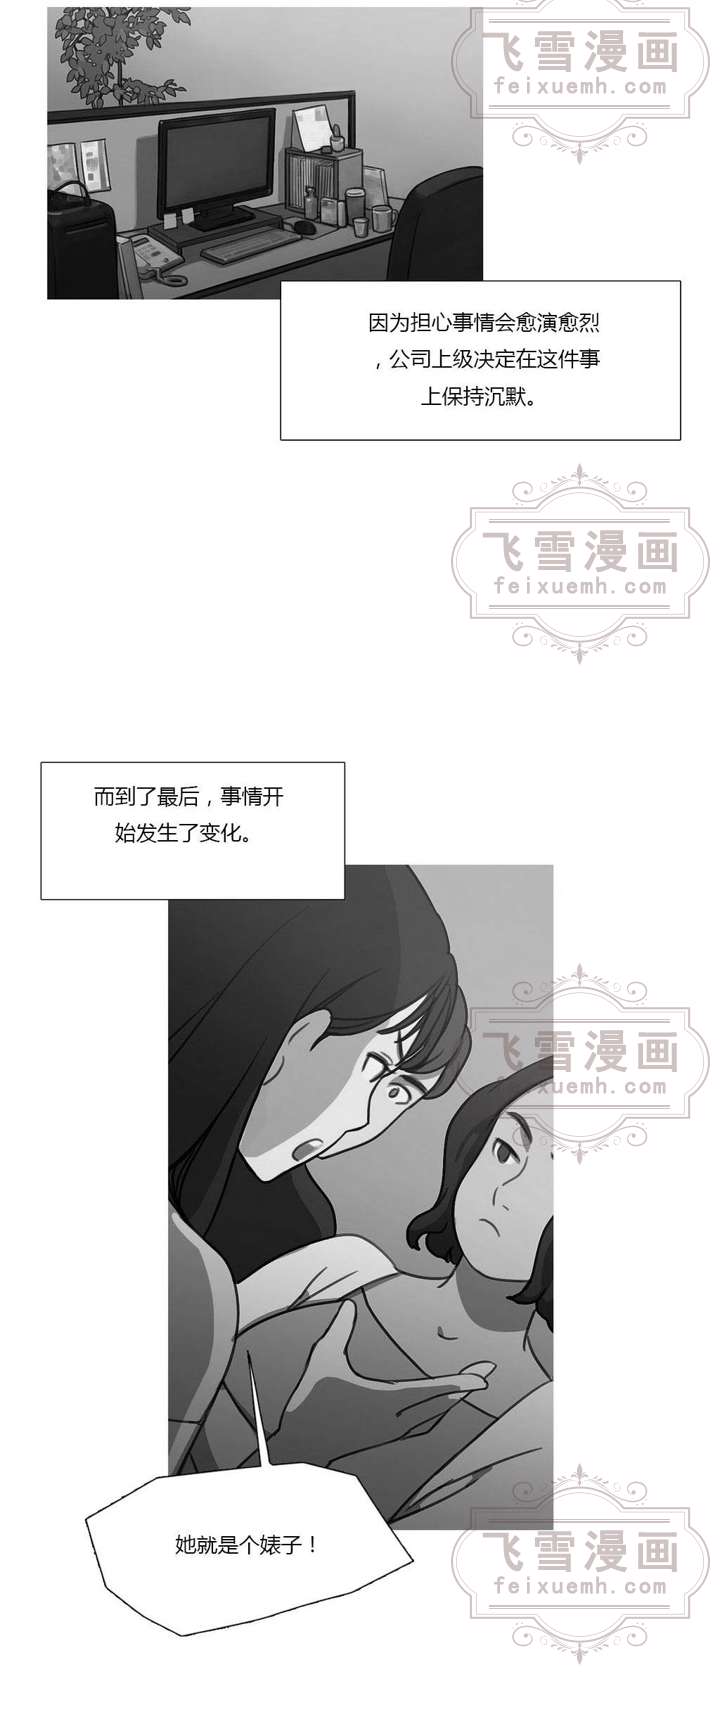 飞雪漫画
feixuemh.com
因为担心事情会愈演愈烈
，公司上级决定在这件事
上保持沉默。
飞雪漫画
feixuemh.com
而到了最后，事情开
始发生了变化。
飞雪漫画
feixuemh.com
她就是个婊子！
飞雪漫画
feixuemh.com